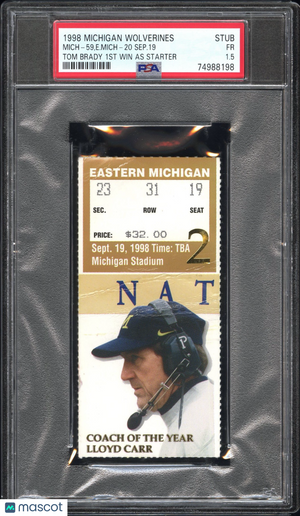 1998 MICHIGAN WOLVERINES STUB
MICH-59,E.MICH-20 SEP.19 FR
TOM BRADY 1ST WIN AS STARTER 1.5
PSA 74988198
EASTERN MICHIGAN
23 31 19
SEC. ROW SEAT
PRICE: $32.00
Sept. 19, 1998 Time: TBA
Michigan Stadium
2
NAT
P
COACH OF THE YEAR
LLOYD CARR
mascot